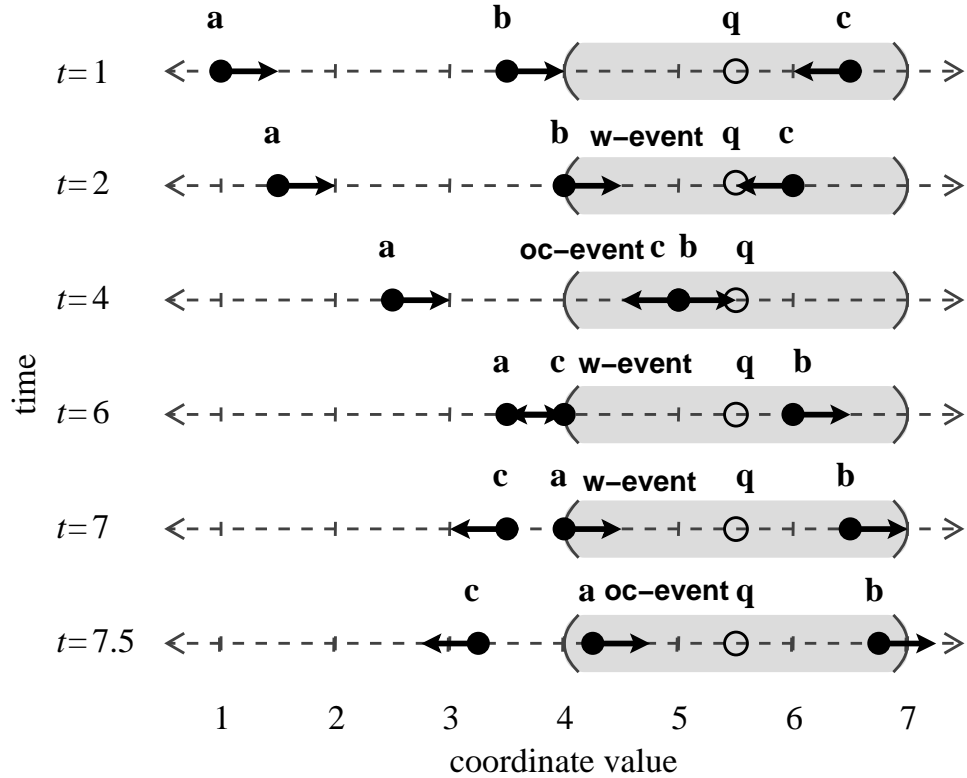 a b q c
t=1
a b w–event q c
t=2
a oc–event c b q
t=4
a c w–event q b
t=6
c a w–event q b
t=7
c a oc–event q b
t=7.5
time
1 2 3 4 5 6 7
coordinate value